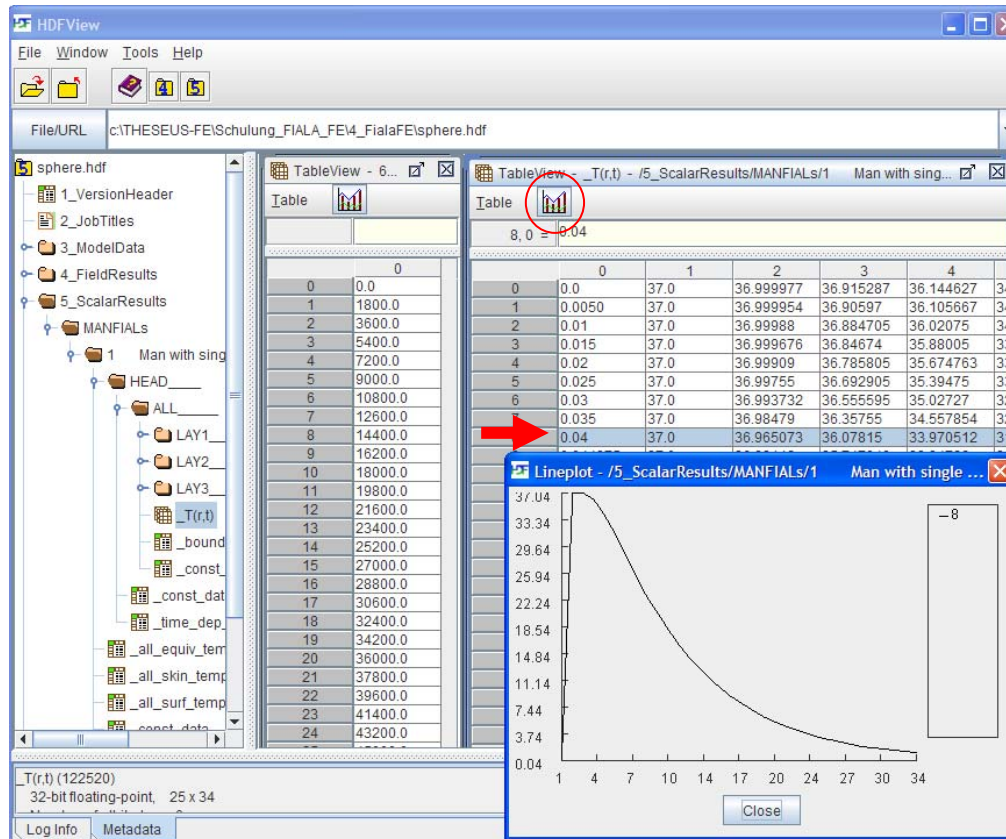 HDFView
File Window Tools Help
4 5
File/URL c:\THESEUS-FE\Schulung_FIALA_FE\4_FialaFE\sphere.hdf
5 sphere.hdf
1_VersionHeader
2_JobTitles
3_ModelData
4_FieldResults
5_ScalarResults
MANFIALs
1 Man with sing
HEAD____
ALL_____
LAY1__
LAY2__
LAY3__
_T(r,t)
_bound
_const_
_const_dat
_time_dep_
_all_equiv_tem
_all_skin_temp
_all_surf_temp
_const_data
TableView - 6...
Table
0
0 0.0
1 1800.0
2 3600.0
3 5400.0
4 7200.0
5 9000.0
6 10800.0
7 12600.0
8 14400.0
9 16200.0
10 18000.0
11 19800.0
12 21600.0
13 23400.0
14 25200.0
15 27000.0
16 28800.0
17 30600.0
18 32400.0
19 34200.0
20 36000.0
21 37800.0
22 39600.0
23 41400.0
24 43200.0
TableView - _T(r,t) - /5_ScalarResults/MANFIALs/1 Man with sing...
Table
8, 0 = 0.04
0 1 2 3 4
0 0.0 37.0 36.999977 36.915287 36.144627
1 0.0050 37.0 36.999954 36.90597 36.105667
2 0.01 37.0 36.99988 36.884705 36.02075
3 0.015 37.0 36.999676 36.84674 35.88005
4 0.02 37.0 36.99909 36.785805 35.674763
5 0.025 37.0 36.99755 36.692905 35.39475
6 0.03 37.0 36.993732 36.555595 35.02727
7 0.035 37.0 36.98479 36.35755 34.557854
8 0.04 37.0 36.965073 36.07815 33.970512
Lineplot - /5_ScalarResults/MANFIALs/1 Man with single ...
37.04
33.34
29.64
25.94
22.24
18.54
14.84
11.14
7.44
3.74
0.04
1 4 7 10 14 17 20 24 27 30 34
8
Close
_T(r,t) (122520)
32-bit floating-point, 25 x 34
Log Info Metadata